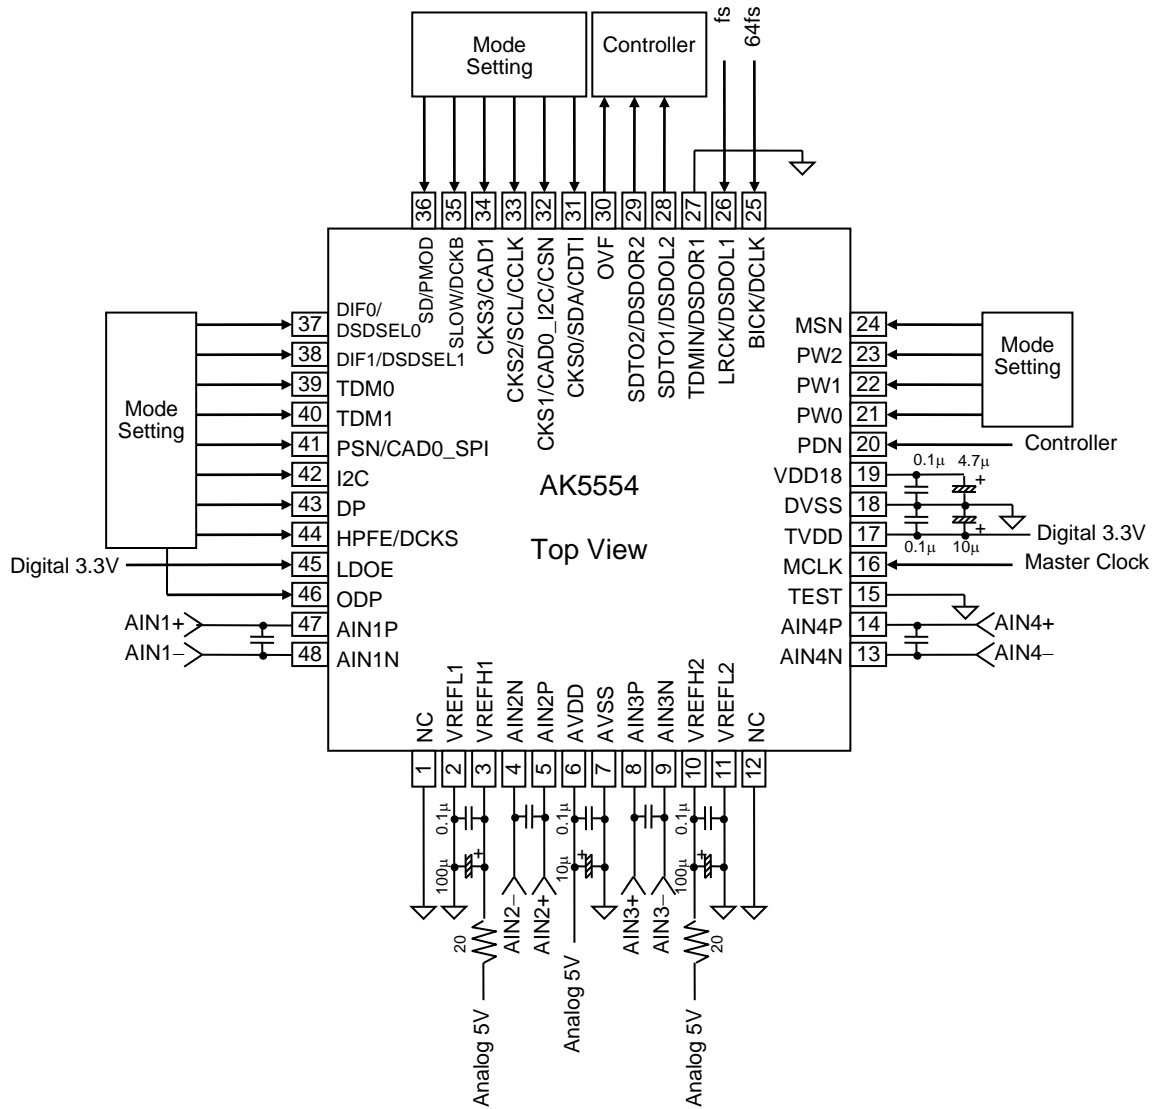 fs
64fs
Mode
Setting
Controller
36
35
34
33
32
31
30
29
28
27
26
25
SD/PMOD
SLOW/DCKB
CKS3/CAD1
CKS2/SCL/CCLK
CKS1/CAD0_I2C/CSN
CKS0/SDA/CDTI
OVF
SDTO2/DSDOR2
SDTO1/DSDOL2
TDMIN/DSDOR1
LRCK/DSDOL1
BICK/DCLK
Mode
Setting
37
DIF0/
DSDSEL0
38
DIF1/DSDSEL1
39
TDM0
40
TDM1
41
PSN/CAD0_SPI
42
I2C
43
DP
44
HPFE/DCKS
Digital 3.3V
45
LDOE
46
ODP
AIN1+
47
AIN1P
AIN1−
48
AIN1N
AK5554
Top View
MSN
24
PW2
23
PW1
22
PW0
21
Mode
Setting
PDN
20
Controller
VDD18
19
0.1μ
4.7μ
+
DVSS
18
TVDD
17
0.1μ
10μ
+
Digital 3.3V
MCLK
16
Master Clock
TEST
15
AIN4P
14
AIN4+
AIN4N
13
AIN4−
NC
VREFL1
VREFH1
AIN2N
AIN2P
AVDD
AVSS
AIN3P
AIN3N
VREFH2
VREFL2
NC
1
2
3
4
5
6
7
8
9
10
11
12
0.1μ
0.1μ
0.1μ
100μ
+
10μ
+
100μ
+
20
AIN2−
AIN2+
AIN3+
AIN3−
20
Analog 5V
Analog 5V
Analog 5V